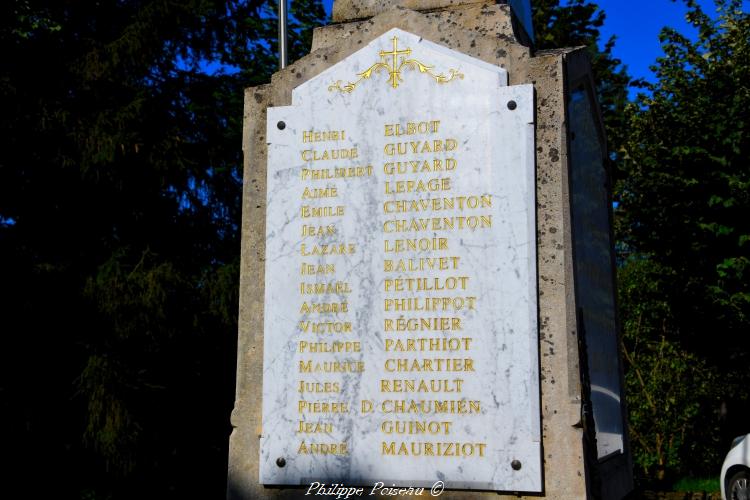 HENRI ELBOT
CLAUDE GUYARD
PHILIBERT GUYARD
AIMÉ LEPAGE
EMILE CHAVENTON
JEAN CHAVENTON
LAZARE LENOIR
JEAN BALIVET
ISMAËL PÉTILLOT
ANDRÉ PHILIPPOT
VICTOR RÉGNIER
PHILIPPE PARTHIOT
MAURICE CHARTIER
JULES RENAULT
PIERRE D. CHAUMIEN
JEAN GUINOT
ANDRÉ MAURIZIOT
Philippe Poiseau ©